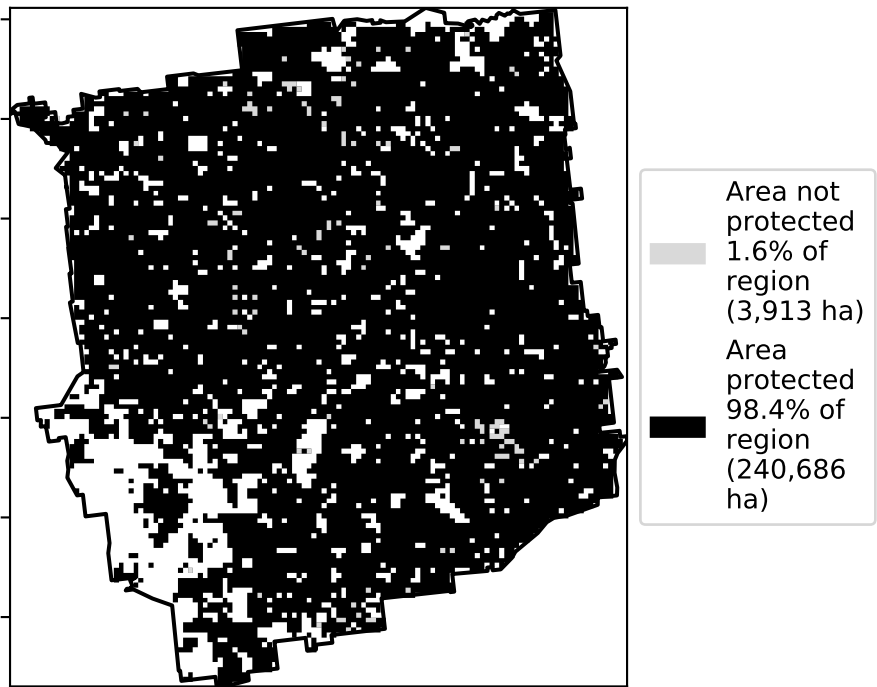 Area not
protected
1.6% of
region
(3,913 ha)
Area
protected
98.4% of
region
(240,686
ha)